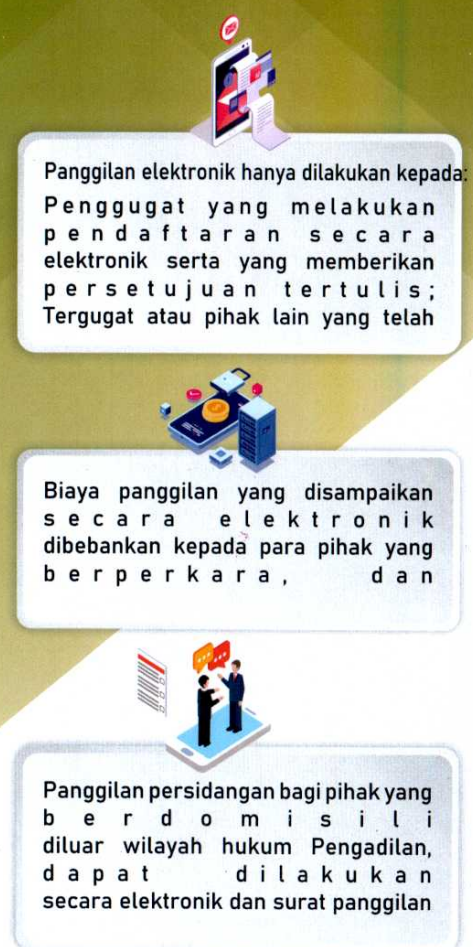 Panggilan elektronik hanya dilakukan kepada:
Penggugat yang melakukan
pendaftaran secara
elektronik serta yang memberikan
persetujuan tertulis;
Tergugat atau pihak lain yang telah
Biaya panggilan yang disampaikan
secara elektronik
dibebankan kepada para pihak yang
berperkara, dan
Panggilan persidangan bagi pihak yang
berdomisili
diluar wilayah hukum Pengadilan,
dapat dilakukan
secara elektronik dan surat panggilan